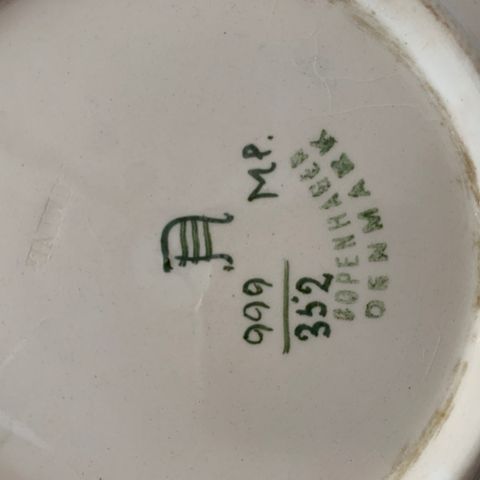 999 MP.
352
COPENHAGEN
DENMARK